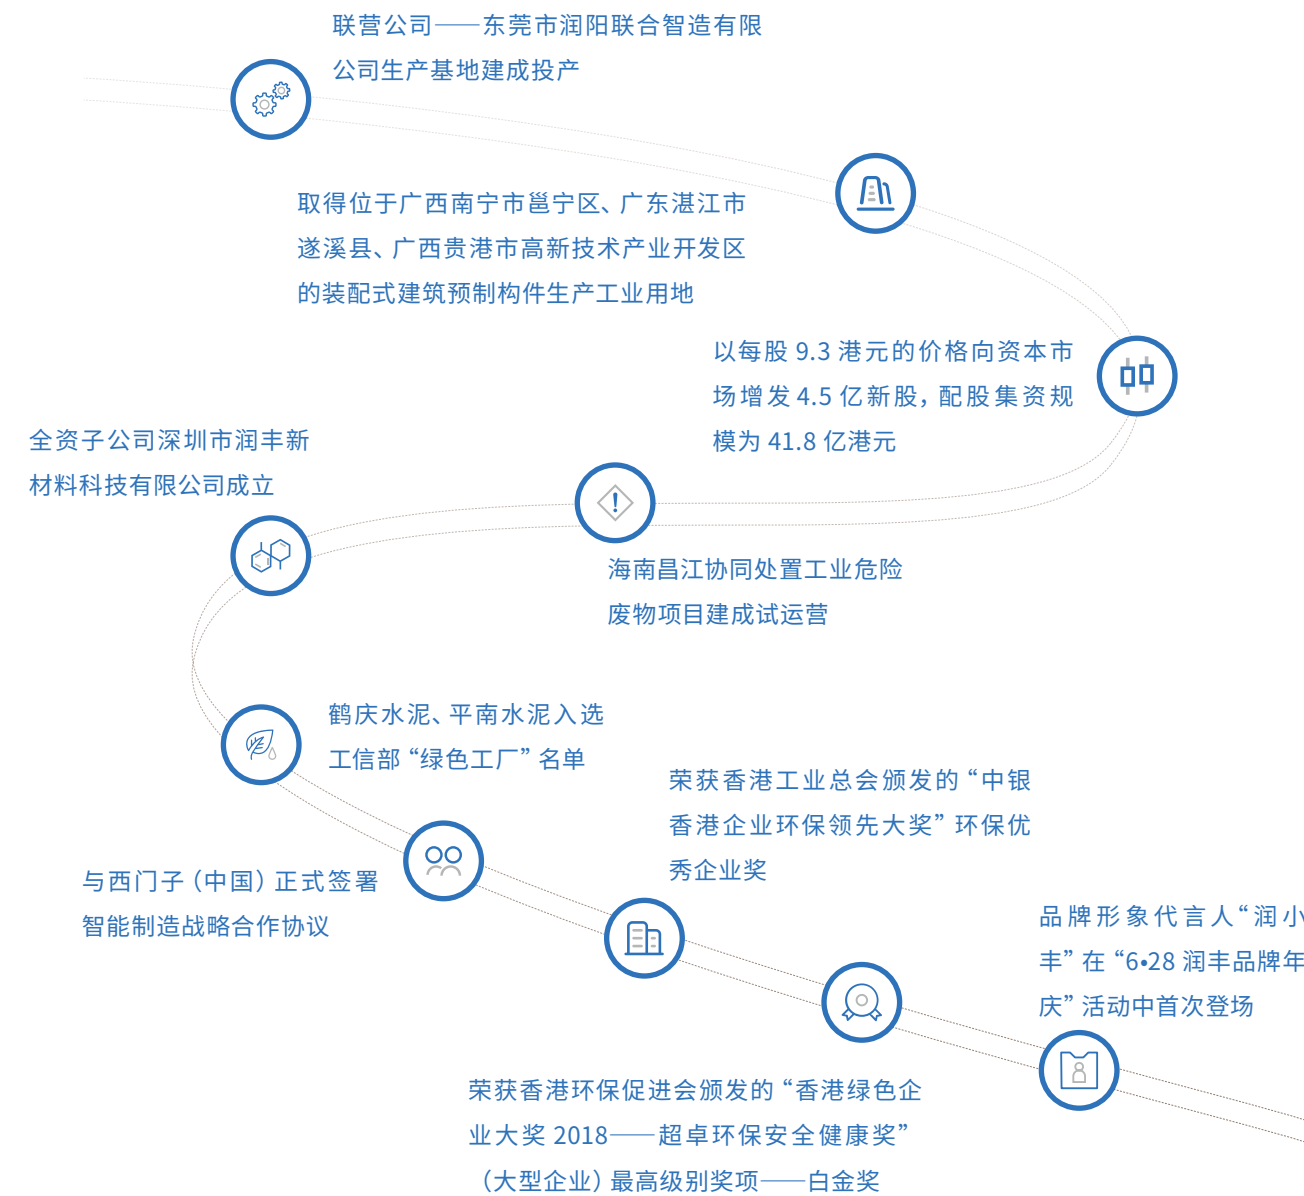 联营公司——东莞市润阳联合智造有限
公司生产基地建成投产
取得位于广西南宁市邕宁区、广东湛江市
遂溪县、广西贵港市高新技术产业开发区
的装配式建筑预制构件生产工业用地
以每股 9.3 港元的价格向资本市
场增发 4.5 亿新股，配股集资规
模为 41.8 亿港元
全资子公司深圳市润丰新
材料科技有限公司成立
海南昌江协同处置工业危险
废物项目建成试运营
鹤庆水泥、平南水泥入选
工信部“绿色工厂”名单
荣获香港工业总会颁发的“中银
香港企业环保领先大奖”环保优
秀企业奖
与西门子（中国）正式签署
智能制造战略合作协议
品牌形象代言人“润小
丰”在“6•28 润丰品牌年
庆”活动中首次登场
荣获香港环保促进会颁发的“香港绿色企
业大奖 2018——超卓环保安全健康奖”
（大型企业）最高级别奖项——白金奖